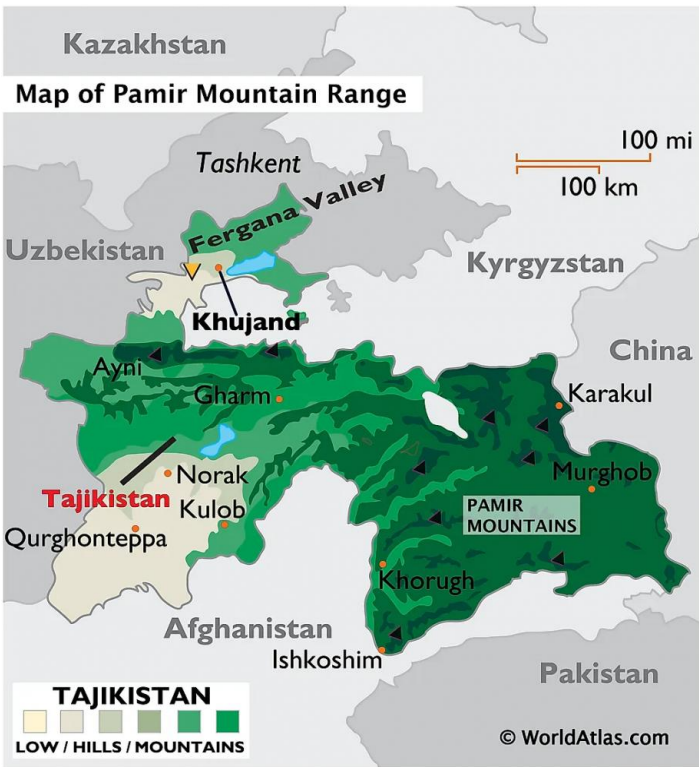 Kazakhstan
Map of Pamir Mountain Range
100 mi
100 km
Tashkent
Fergana Valley
Uzbekistan
Kyrgyzstan
Khujand
China
Ayni
Gharm
Karakul
Norak
Murghob
Tajikistan
Kulob
PAMIR
MOUNTAINS
Qurghonteppa
Khorugh
Afghanistan
Ishkoshim
Pakistan
TAJIKISTAN
LOW / HILLS / MOUNTAINS
© WorldAtlas.com